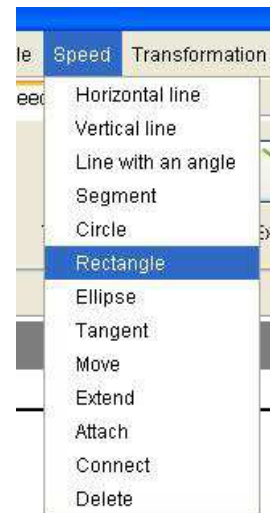 le Speed Transformation
eed
Horizontal line
Vertical line
Line with an angle
Segment
Circle
Rectangle
Ellipse
Tangent
Move
Extend
Attach
Connect
Delete